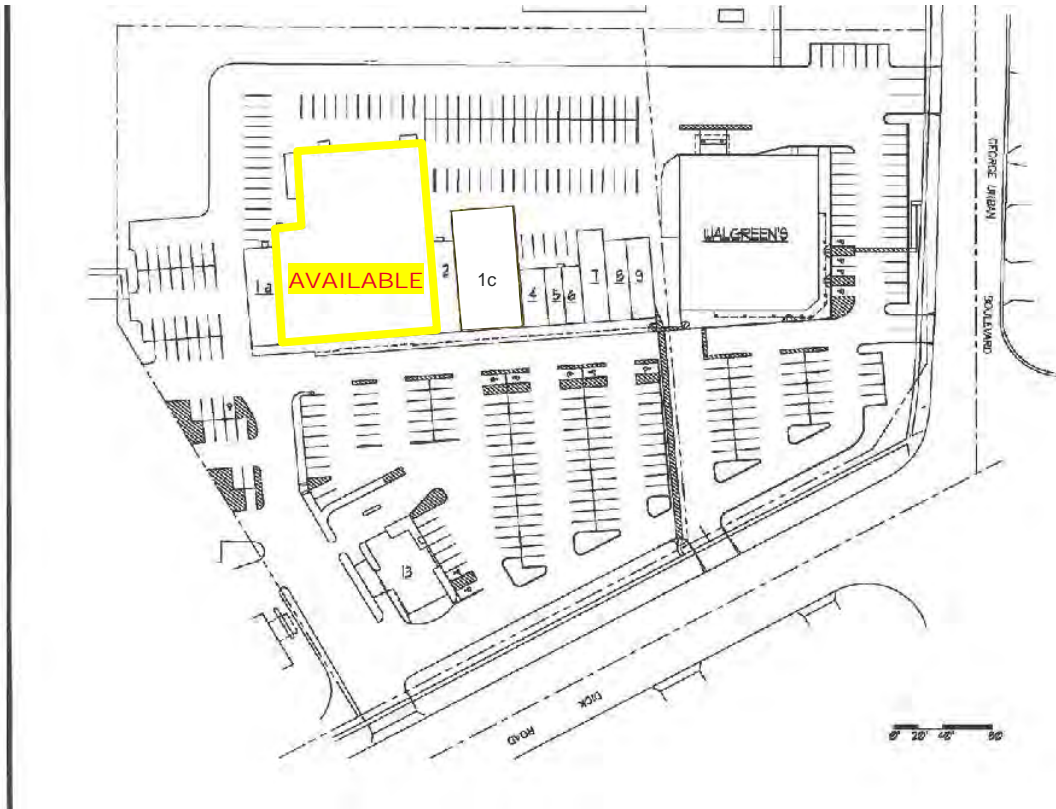 GEORGE URBAN
BOULEVARD
WALGREEN'S
1a
AVAILABLE
2
1c
4
5
6
7
8
9
13
DICK
ROAD
0' 20' 40' 80